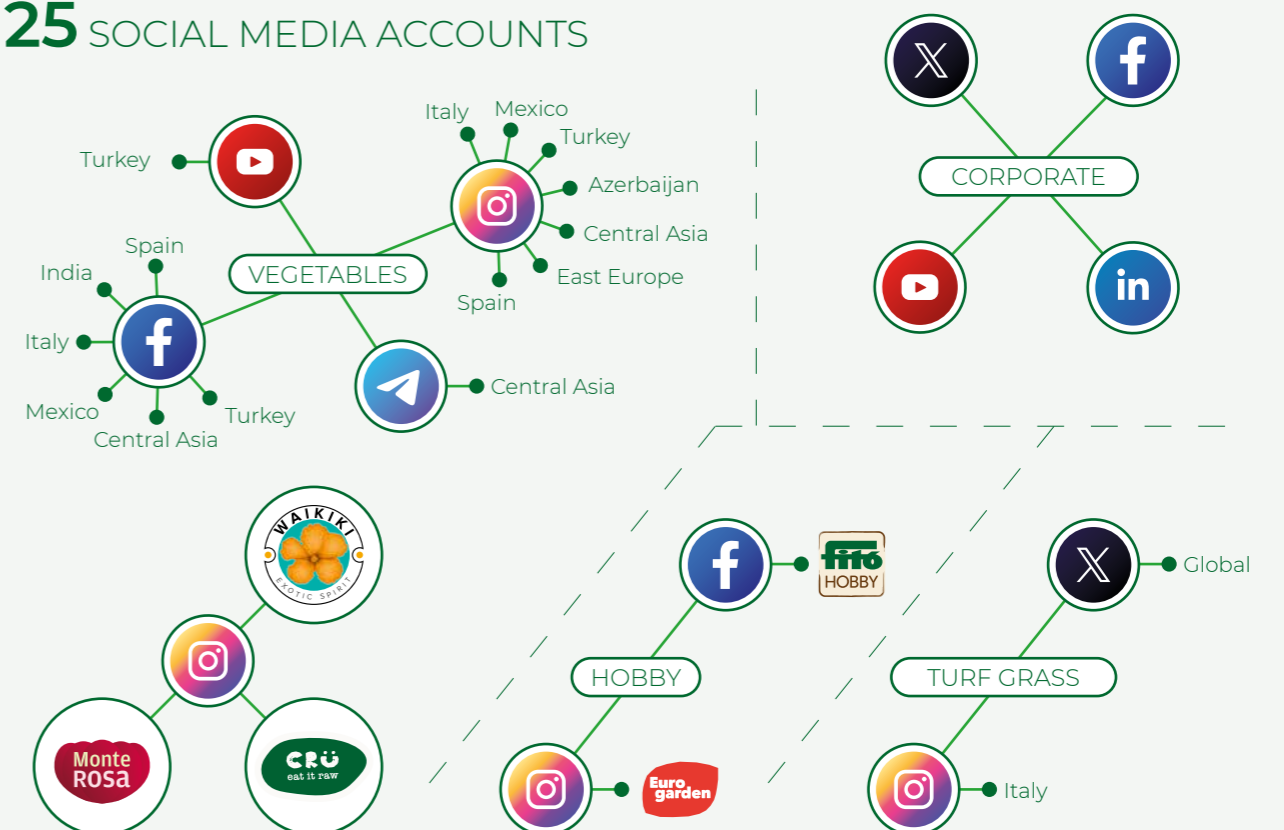 25 SOCIAL MEDIA ACCOUNTS
Turkey
VEGETABLES
Italy
Mexico
Turkey
Azerbaijan
Central Asia
East Europe
Spain
Spain
India
Italy
Mexico
Central Asia
Turkey
Central Asia
CORPORATE
in
WAIKIKI
EXOTIC SPIRIT
Monte
ROSA
CRÜ
eat it raw
fitó
HOBBY
HOBBY
Euro
garden
Global
TURF GRASS
Italy